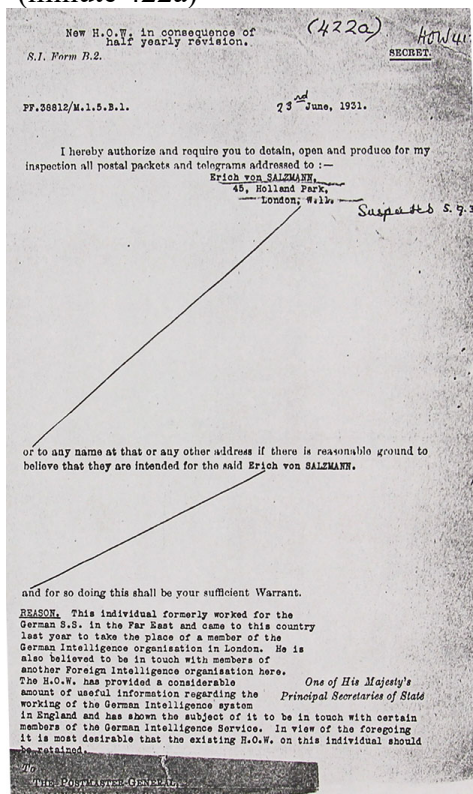 (minute 422a)
New H.O.W. in consequence of
half yearly revision.
(422a)
S.I. Form B.2.
SECRET.
PF.38812/M.I.5.B.1.
23rd June, 1931.
I hereby authorize and require you to detain, open and produce for my
inspection all postal packets and telegrams addressed to :—
Erich von SALZMANN,
45, Holland Park,
London, W.11.
Suspected
or to any name at that or any other address if there is reasonable ground to
believe that they are intended for the said Erich von SALZMANN.
and for so doing this shall be your sufficient Warrant.
REASON. This individual formerly worked for the
German S.S. in the Far East and came to this country
last year to take the place of a member of the
German Intelligence organisation in London. He is
also believed to be in touch with members of
another Foreign Intelligence organisation here.
The H.O.W. has provided a considerable
amount of useful information regarding the
working of the German Intelligence system
in England and has shown the subject of it to be in touch with certain
members of the German Intelligence Service. In view of the foregoing
it is most desirable that the existing H.O.W. on this individual should
be retained.
One of His Majesty's
Principal Secretaries of State
To
THE POSTMASTER-GENERAL.